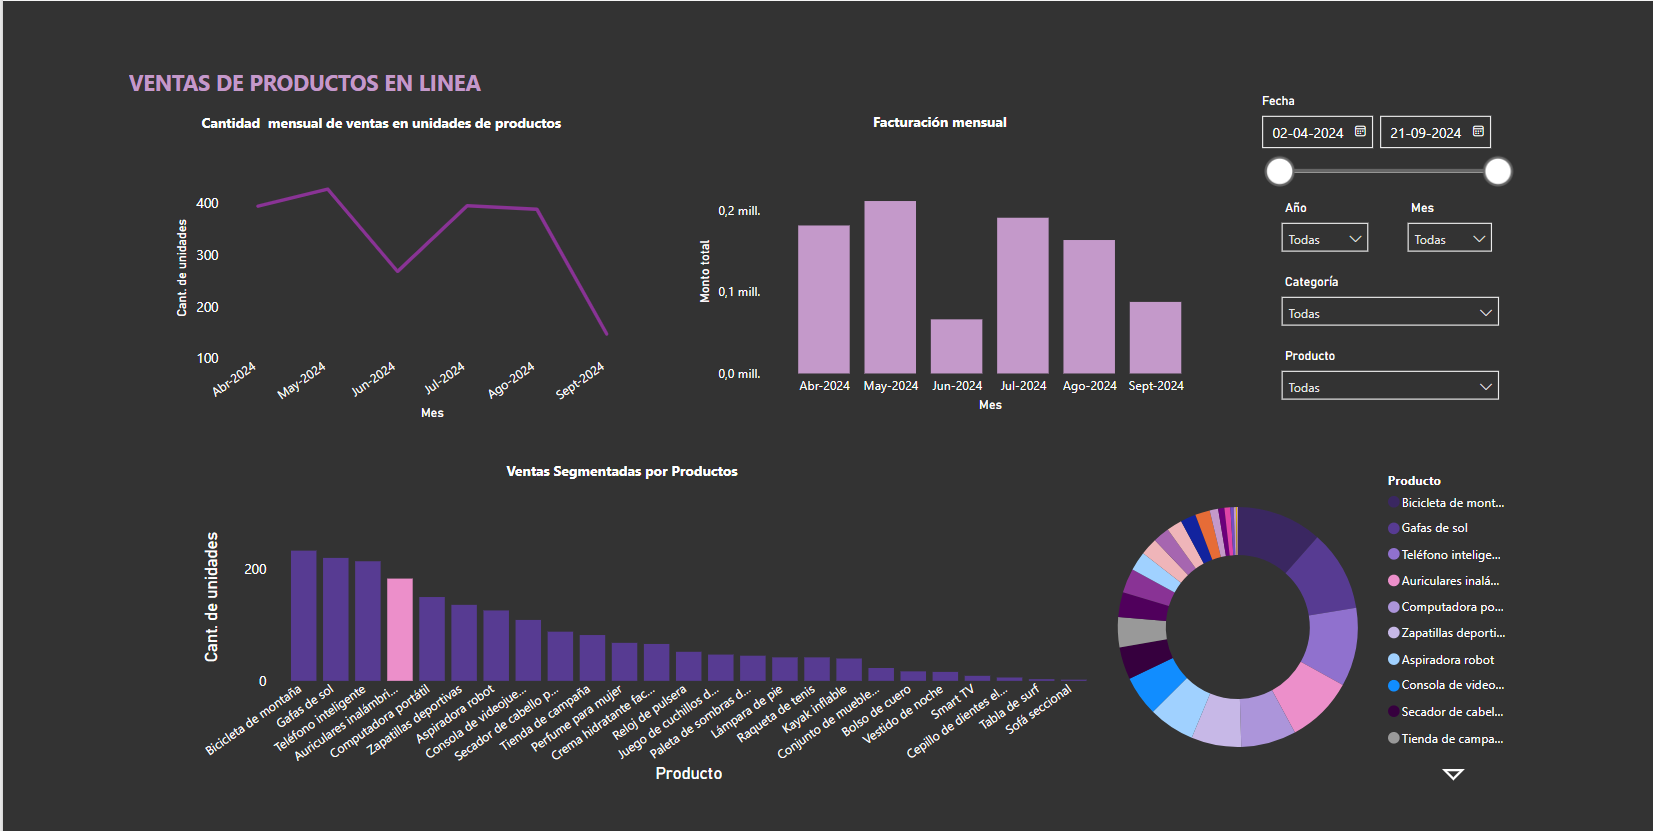 VENTAS DE PRODUCTOS EN LINEA
Cantidad mensual de ventas en unidades de productos
400
300
200
100
Cant. de unidades
Abr-2024
May-2024
Jun-2024
Jul-2024
Ago-2024
Sept-2024
Mes
Facturación mensual
0,2 mill.
0,1 mill.
0,0 mill.
Monto total
Abr-2024
May-2024
Jun-2024
Jul-2024
Ago-2024
Sept-2024
Mes
Fecha
02-04-2024
21-09-2024
Año
Mes
Todas
Todas
Categoría
Todas
Producto
Todas
Ventas Segmentadas por Productos
200
0
Cant. de unidades
Bicicleta de montaña
Gafas de sol
Teléfono inteligente
Auriculares inalámbri...
Computadora portátil
Zapatillas deportivas
Aspiradora robot
Consola de videojue...
Secador de cabello p...
Tienda de campaña
Perfume para mujer
Crema hidratante fac...
Reloj de pulsera
Juego de cuchillos d...
Paleta de sombras d...
Lámpara de pie
Raqueta de tenis
Kayak inflable
Conjunto de mueble...
Bolso de cuero
Vestido de noche
Smart TV
Cepillo de dientes el...
Tabla de surf
Sofá seccional
Producto
Producto
Bicicleta de mont...
Gafas de sol
Teléfono intelige...
Auriculares inalá...
Computadora po...
Zapatillas deporti...
Aspiradora robot
Consola de video...
Secador de cabel...
Tienda de campa...